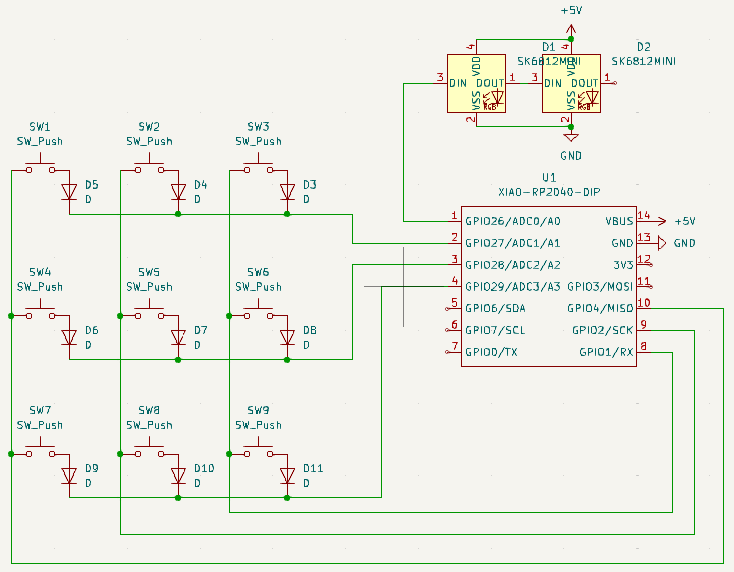 +5V
D1
SK6812MINI
D2
SK6812MINI
4
VDD
3
DIN
DOUT
1
VSS
RGB
2
4
VDD
3
DIN
DOUT
1
VSS
RGB
2
GND
SW1
SW_Push
SW2
SW_Push
SW3
SW_Push
D5
D
D4
D
D3
D
U1
XIAO-RP2040-DIP
1
GPIO26/ADC0/A0
VBUS
14
+5V
2
GPIO27/ADC1/A1
GND
13
GND
3
GPIO28/ADC2/A2
3V3
12
4
GPIO29/ADC3/A3
GPIO3/MOSI
11
5
GPIO6/SDA
GPIO4/MISO
10
6
GPIO7/SCL
GPIO2/SCK
9
7
GPIO0/TX
GPIO1/RX
8
SW4
SW_Push
SW5
SW_Push
SW6
SW_Push
D6
D
D7
D
D8
D
SW7
SW_Push
SW8
SW_Push
SW9
SW_Push
D9
D
D10
D
D11
D